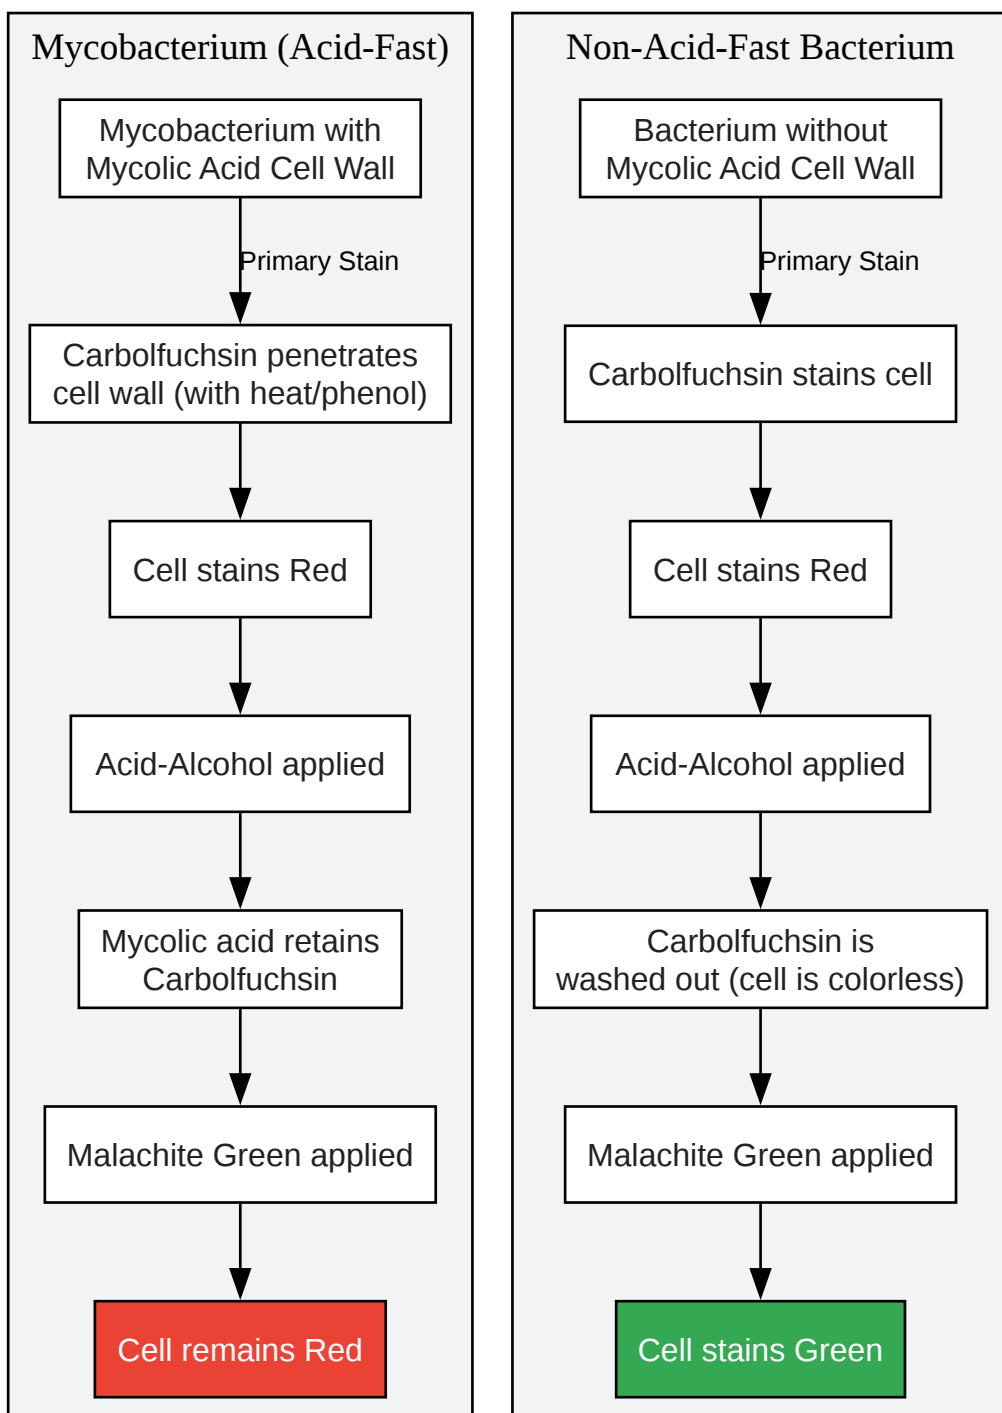 Mycobacterium (Acid-Fast)
Mycobacterium with
Mycolic Acid Cell Wall
Primary Stain
Carbolfuchsin penetrates
cell wall (with heat/phenol)
Cell stains Red
Acid-Alcohol applied
Mycolic acid retains
Carbolfuchsin
Malachite Green applied
Cell remains Red
Non-Acid-Fast Bacterium
Bacterium without
Mycolic Acid Cell Wall
Primary Stain
Carbolfuchsin stains cell
Cell stains Red
Acid-Alcohol applied
Carbolfuchsin is
washed out (cell is colorless)
Malachite Green applied
Cell stains Green